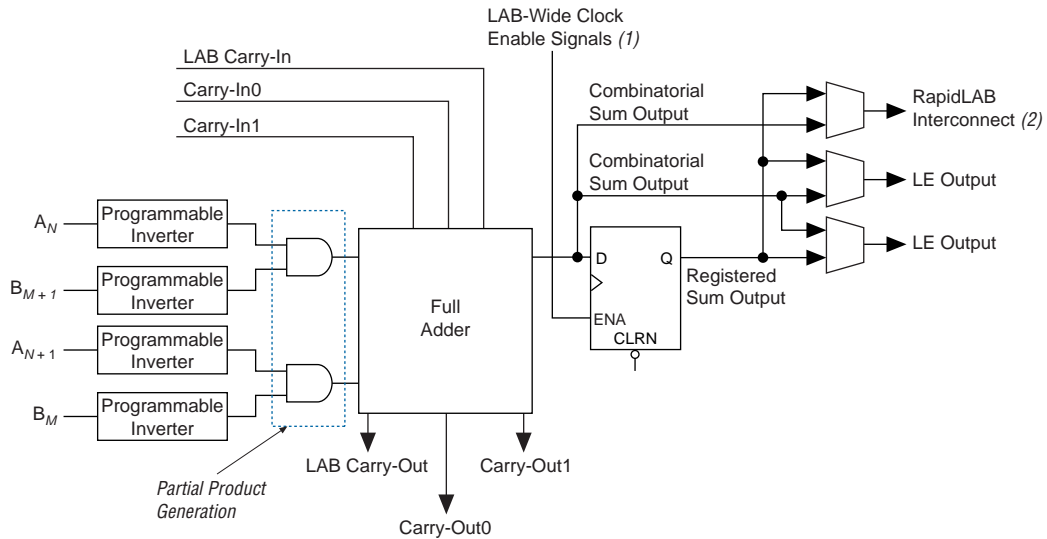 LAB-Wide Clock
Enable Signals (1)
LAB Carry-In
Carry-In0
Carry-In1
Combinatorial
Sum Output
RapidLAB
Interconnect (2)
Combinatorial
Sum Output
LE Output
LE Output
A_N
Programmable
Inverter
B_{M + 1}
Programmable
Inverter
A_{N + 1}
Programmable
Inverter
B_M
Programmable
Inverter
Full
Adder
D
Q
ENA
CLRN
Registered
Sum Output
LAB Carry-Out
Carry-Out1
Carry-Out0
Partial Product
Generation